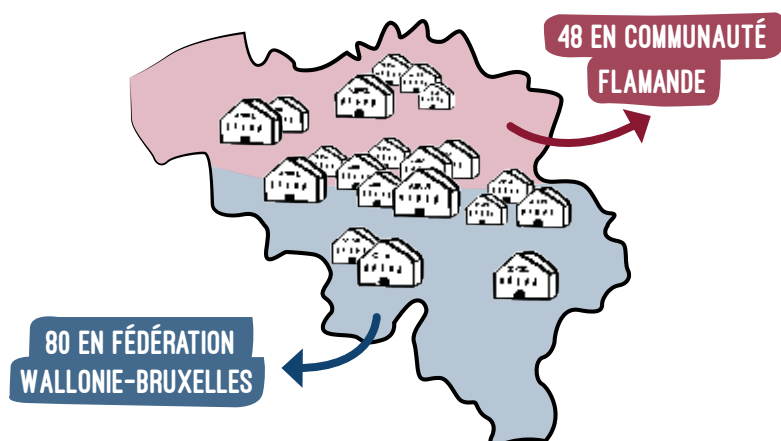 48 EN COMMUNAUTÉ
FLAMANDE
80 EN FÉDÉRATION
WALLONIE-BRUXELLES